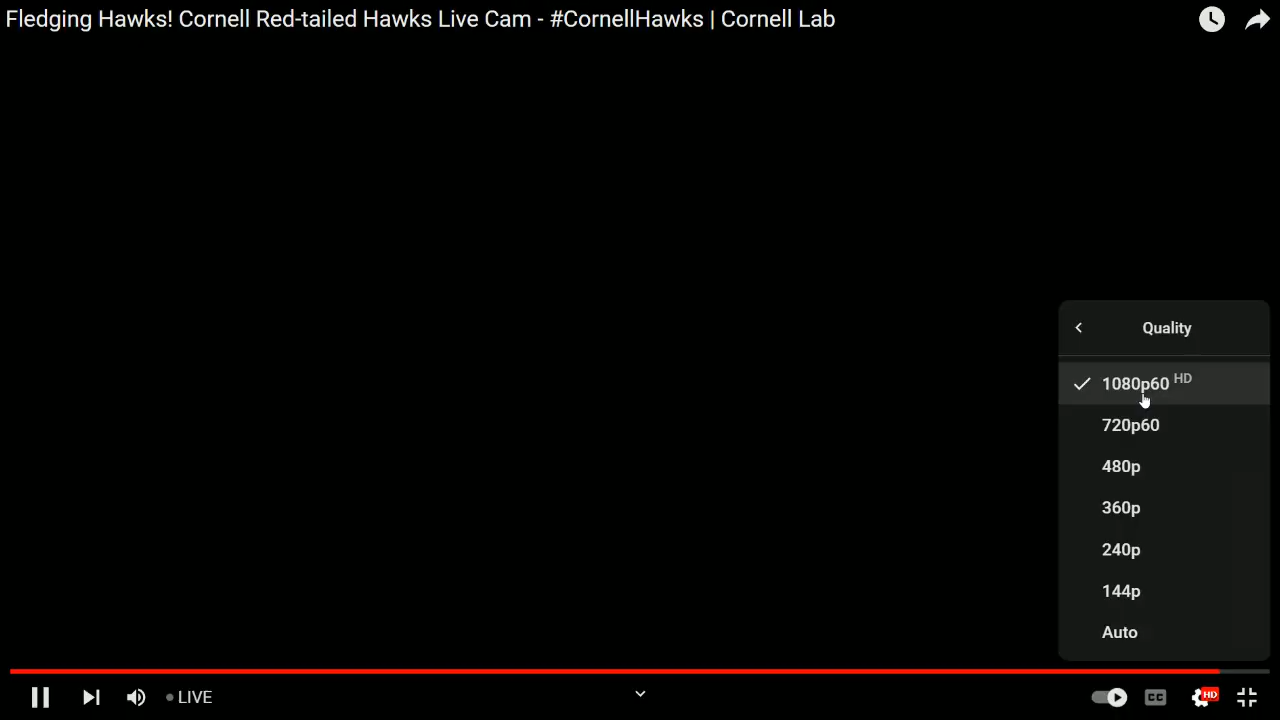 Fledging Hawks! Cornell Red-tailed Hawks Live Cam - #CornellHawks | Cornell Lab
Quality
1080p60 HD
720p60
480p
360p
240p
144p
Auto
LIVE
CC
HD